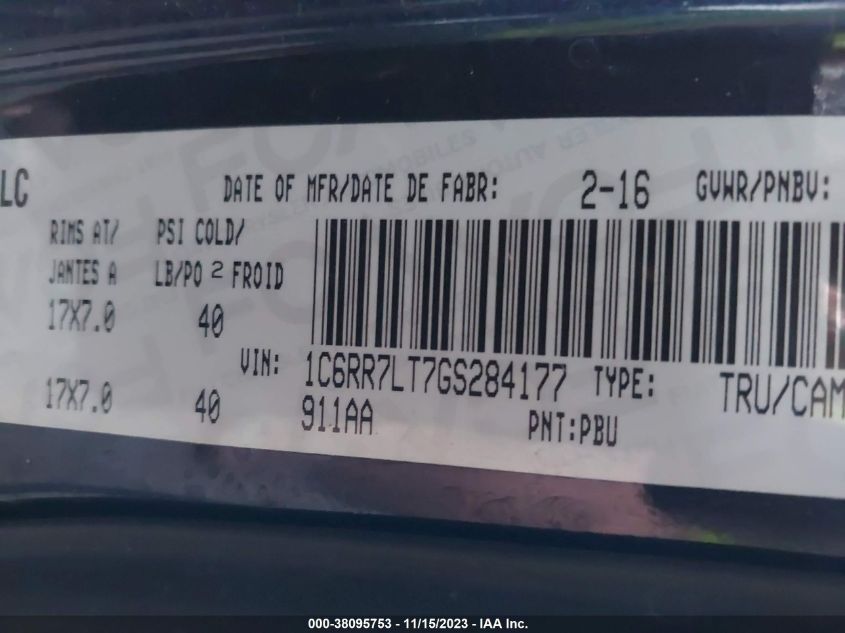 LC DATE OF MFR/DATE DE FABR: 2-16 GVWR/PNBV:
RIMS AT/ PSI COLD/
JANTES A LB/PO 2 FROID
17X7.0 40
VIN: 1C6RR7LT7GS284177 TYPE: TRU/CAM
17X7.0 40 911AA PNT:PBU
000-38095753 - 11/15/2023 - IAA Inc.